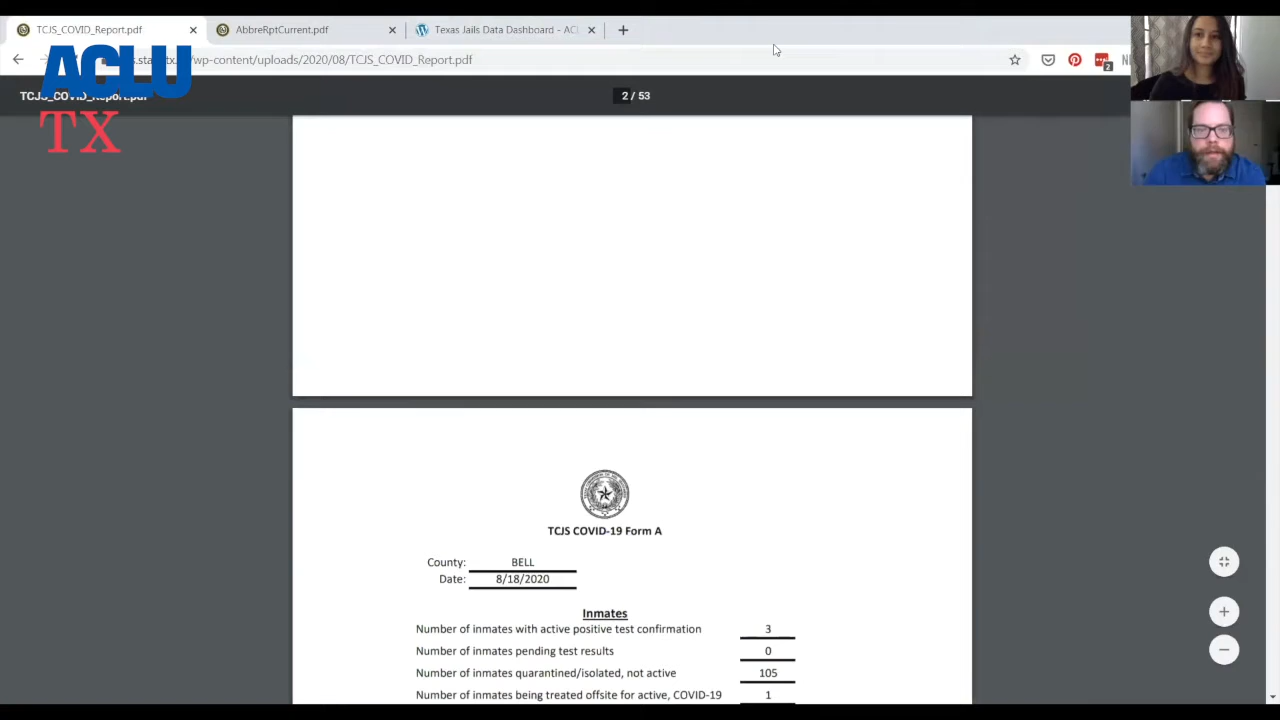 TCJS_COVID_Report.pdf
AbbreRptCurrent.pdf
Texas Jails Data Dashboard - ACL
wp-content/uploads/2020/08/TCJS_COVID_Report.pdf
2
ACLU
TX
TCJS_COVID_Report.pdf
2 / 53
TCJS COVID-19 Form A
County: BELL
Date: 8/18/2020
Inmates
Number of inmates with active positive test confirmation 3
Number of inmates pending test results 0
Number of inmates quarantined/isolated, not active 105
Number of inmates being treated offsite for active, COVID-19 1